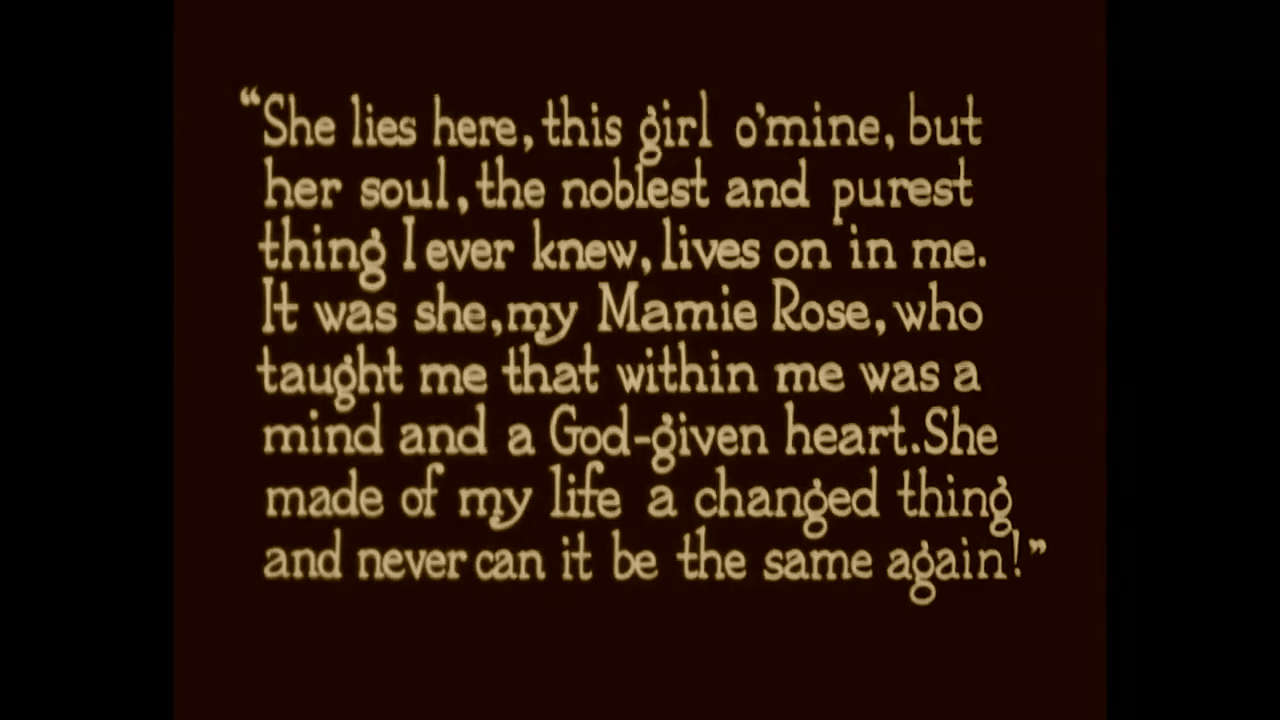 “She lies here, this girl o’mine, but
her soul, the noblest and purest
thing I ever knew, lives on in me.
It was she, my Mamie Rose, who
taught me that within me was a
mind and a God-given heart. She
made of my life a changed thing
and never can it be the same again!”